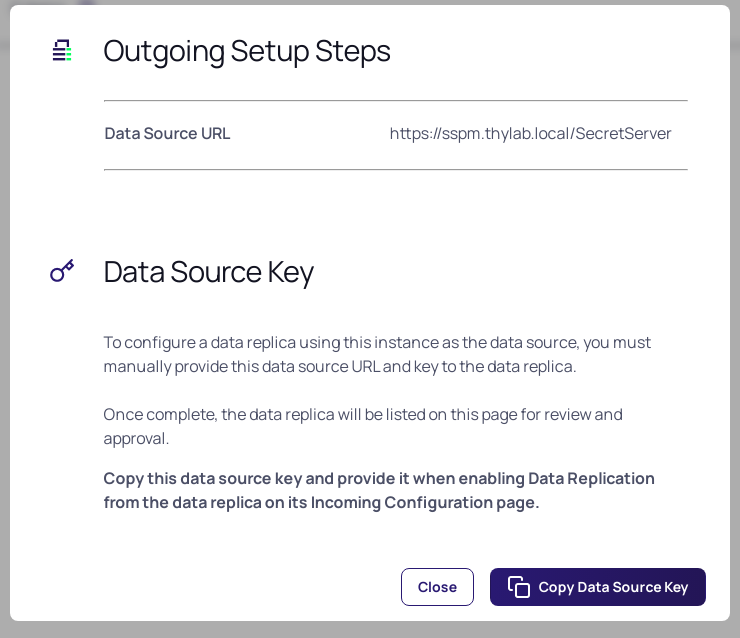 Outgoing Setup Steps
Data Source URL https://sspm.thylab.local/SecretServer
Data Source Key
To configure a data replica using this instance as the data source, you must
manually provide this data source URL and key to the data replica.
Once complete, the data replica will be listed on this page for review and
approval.
Copy this data source key and provide it when enabling Data Replication
from the data replica on its Incoming Configuration page.
Close Copy Data Source Key